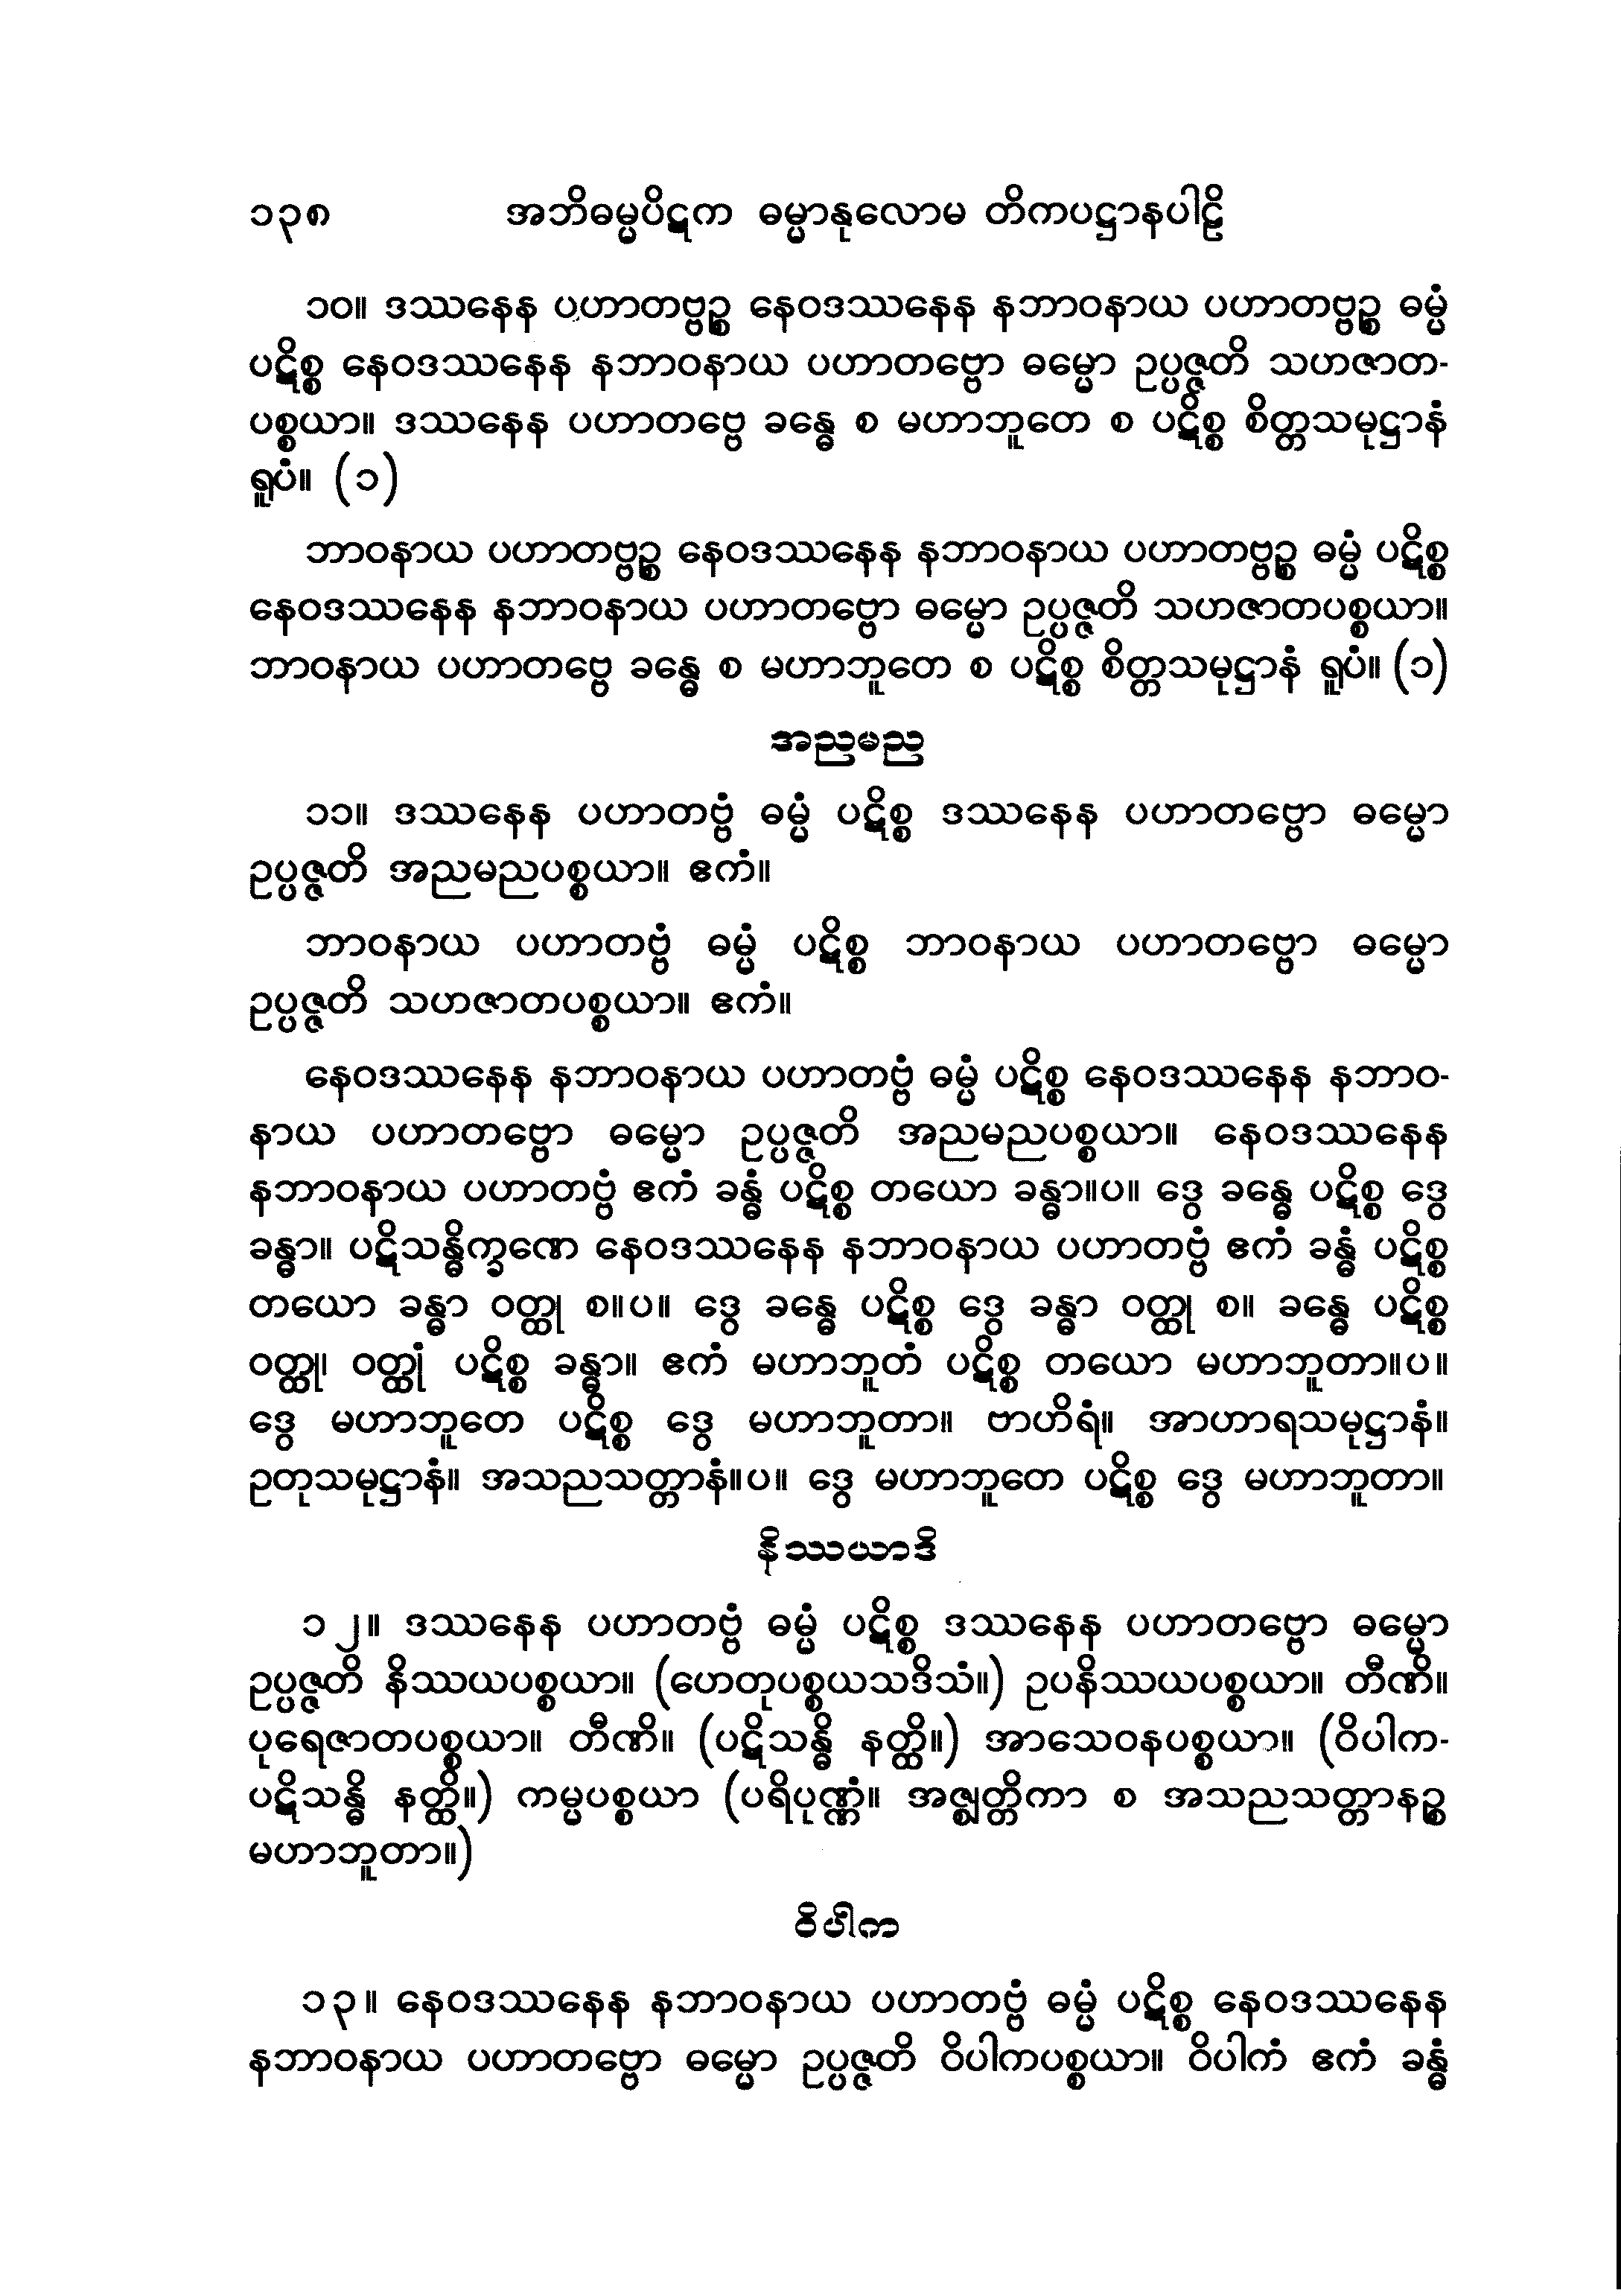 ၁၃၈ အဘိဓမ္မပိဋက ဓမ္မာနုလောမ တိကပဋ္ဌာနပါဠိ
၁၀။ ဒဿနေန ပဟာတဗ္ဗဉ္စ နေဝဒဿနေန နဘာဝနာယ ပဟာတဗ္ဗဉ္စ ဓမ္မံ
ပဋိစ္စ နေဝဒဿနေန နဘာဝနာယ ပဟာတဗ္ဗော ဓမ္မော ဥပ္ပဇ္ဇတိ သဟဇာတ-
ပစ္စယာ။ ဒဿနေန ပဟာတဗ္ဗေ ခန္ဓေ စ မဟာဘူတေ စ ပဋိစ္စ စိတ္တသမုဋ္ဌာနံ
ရူပံ။ (၁)
ဘာဝနာယ ပဟာတဗ္ဗဉ္စ နေဝဒဿနေန နဘာဝနာယ ပဟာတဗ္ဗဉ္စ ဓမ္မံ ပဋိစ္စ
နေဝဒဿနေန နဘာဝနာယ ပဟာတဗ္ဗော ဓမ္မော ဥပ္ပဇ္ဇတိ သဟဇာတပစ္စယာ။
ဘာဝနာယ ပဟာတဗ္ဗေ ခန္ဓေ စ မဟာဘူတေ စ ပဋိစ္စ စိတ္တသမုဋ္ဌာနံ ရူပံ။ (၁)
အညမည
၁၁။ ဒဿနေန ပဟာတဗ္ဗံ ဓမ္မံ ပဋိစ္စ ဒဿနေန ပဟာတဗ္ဗော ဓမ္မော
ဥပ္ပဇ္ဇတိ အညမညပစ္စယာ။ ဧကံ။
ဘာဝနာယ ပဟာတဗ္ဗံ ဓမ္မံ ပဋိစ္စ ဘာဝနာယ ပဟာတဗ္ဗော ဓမ္မော
ဥပ္ပဇ္ဇတိ သဟဇာတပစ္စယာ။ ဧကံ။
နေဝဒဿနေန နဘာဝနာယ ပဟာတဗ္ဗံ ဓမ္မံ ပဋိစ္စ နေဝဒဿနေန နဘာဝ-
နာယ ပဟာတဗ္ဗော ဓမ္မော ဥပ္ပဇ္ဇတိ အညမညပစ္စယာ။ နေဝဒဿနေန
နဘာဝနာယ ပဟာတဗ္ဗံ ဧကံ ခန္ဓံ ပဋိစ္စ တယော ခန္ဓာ။ပ။ ဒွေ ခန္ဓေ ပဋိစ္စ ဒွေ
ခန္ဓာ။ ပဋိသန္ဓိက္ခဏေ နေဝဒဿနေန နဘာဝနာယ ပဟာတဗ္ဗံ ဧကံ ခန္ဓံ ပဋိစ္စ
တယော ခန္ဓာ ဝတ္ထု စ။ပ။ ဒွေ ခန္ဓေ ပဋိစ္စ ဒွေ ခန္ဓာ ဝတ္ထု စ။ ခန္ဓေ ပဋိစ္စ
ဝတ္ထု၊ ဝတ္ထုံ ပဋိစ္စ ခန္ဓာ။ ဧကံ မဟာဘူတံ ပဋိစ္စ တယော မဟာဘူတာ။ပ။
ဒွေ မဟာဘူတေ ပဋိစ္စ ဒွေ မဟာဘူတာ။ ဗာဟိရံ။ အာဟာရသမုဋ္ဌာနံ။
ဥတုသမုဋ္ဌာနံ။ အသညသတ္တာနံ။ပ။ ဒွေ မဟာဘူတေ ပဋိစ္စ ဒွေ မဟာဘူတာ။
နိဿယာဒိ
၁၂။ ဒဿနေန ပဟာတဗ္ဗံ ဓမ္မံ ပဋိစ္စ ဒဿနေန ပဟာတဗ္ဗော ဓမ္မော
ဥပ္ပဇ္ဇတိ နိဿယပစ္စယာ။ (ဟေတုပစ္စယသဒိသံ။) ဥပနိဿယပစ္စယာ။ တီဏိ။
ပုရေဇာတပစ္စယာ။ တီဏိ။ (ပဋိသန္ဓိ နတ္ထိ။) အာသေဝနပစ္စယာ။ (ဝိပါက-
ပဋိသန္ဓိ နတ္ထိ။) ကမ္မပစ္စယာ (ပရိပုဏ္ဏံ။ အဇ္ဈတ္တိကာ စ အသညသတ္တာနဉ္စ
မဟာဘူတာ။)
ဝိပါက
၁၃။ နေဝဒဿနေန နဘာဝနာယ ပဟာတဗ္ဗံ ဓမ္မံ ပဋိစ္စ နေဝဒဿနေန
နဘာဝနာယ ပဟာတဗ္ဗော ဓမ္မော ဥပ္ပဇ္ဇတိ ဝိပါကပစ္စယာ။ ဝိပါကံ ဧကံ ခန္ဓံ